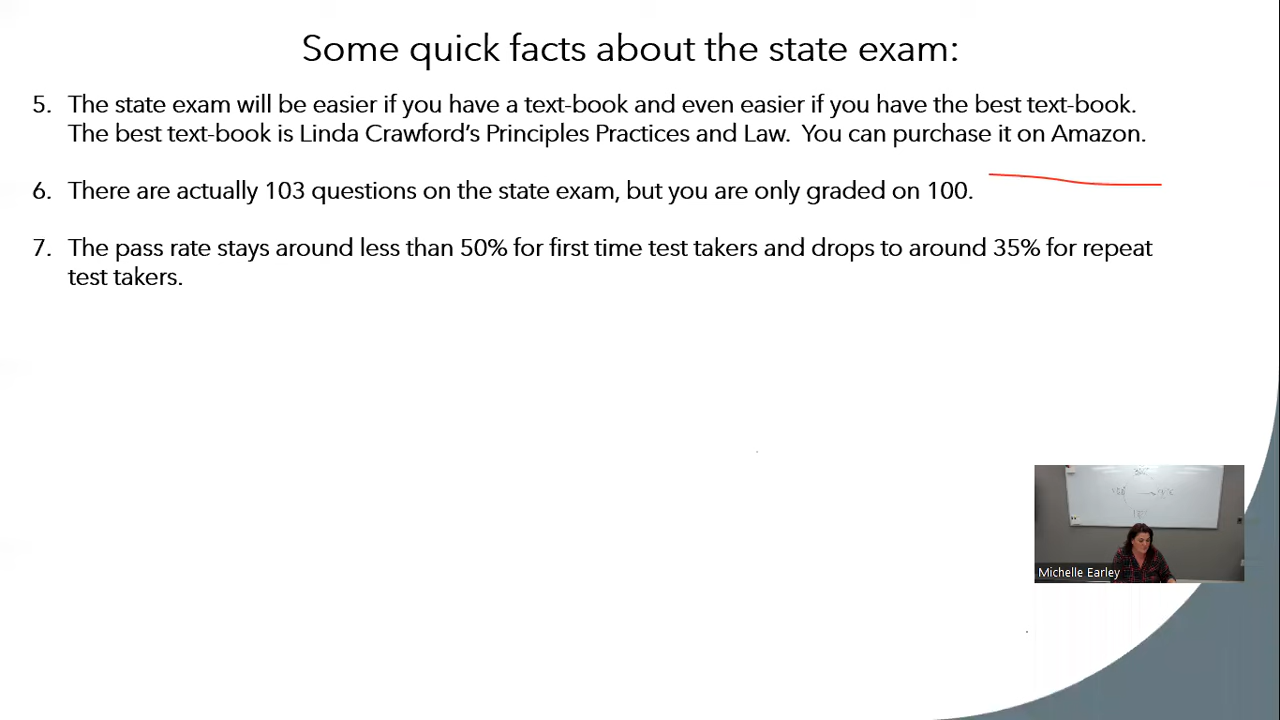 Some quick facts about the state exam:
5. The state exam will be easier if you have a text-book and even easier if you have the best text-book.
The best text-book is Linda Crawford's Principles Practices and Law. You can purchase it on Amazon.
6. There are actually 103 questions on the state exam, but you are only graded on 100.
7. The pass rate stays around less than 50% for first time test takers and drops to around 35% for repeat
test takers.
Michelle Earley